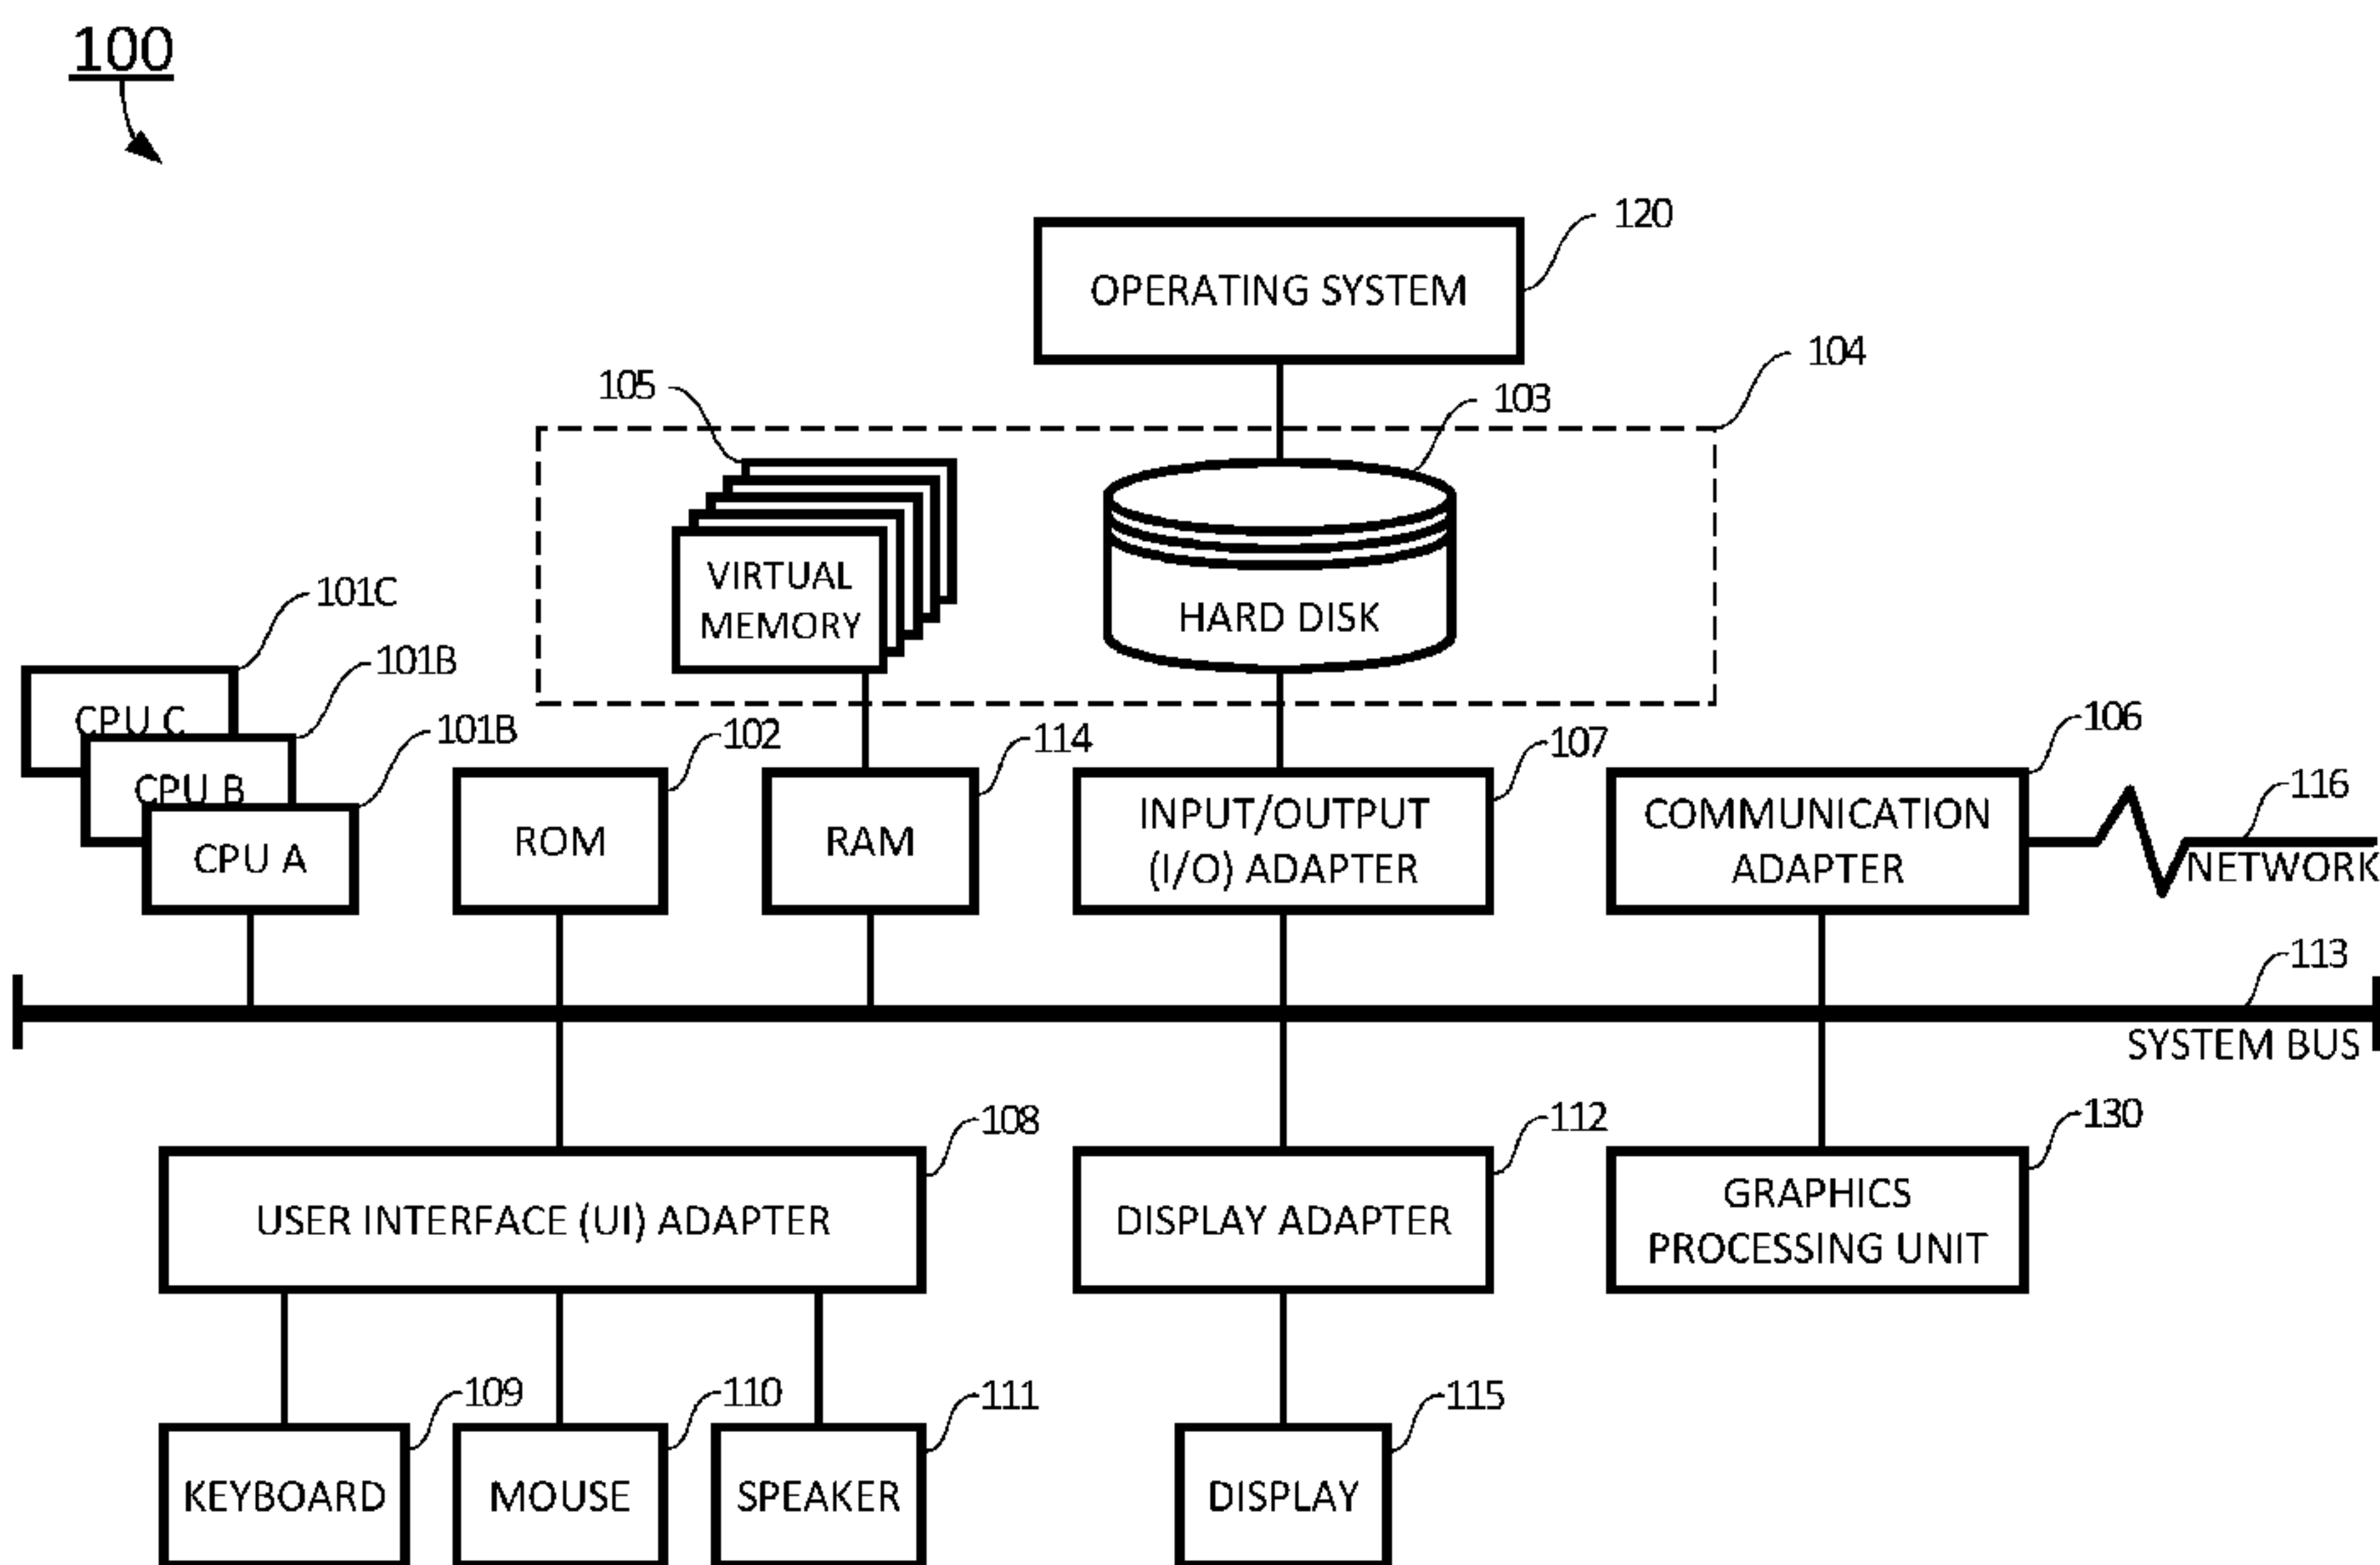 100
120
OPERATING SYSTEM
104
105
103
VIRTUAL
MEMORY
HARD DISK
101C
CPU C
101B
CPU B
101B
CPU A
102
ROM
114
RAM
107
INPUT/OUTPUT
(I/O) ADAPTER
106
COMMUNICATION
ADAPTER
116
NETWORK
113
SYSTEM BUS
108
USER INTERFACE (UI) ADAPTER
112
DISPLAY ADAPTER
130
GRAPHICS
PROCESSING UNIT
109
KEYBOARD
110
MOUSE
111
SPEAKER
115
DISPLAY